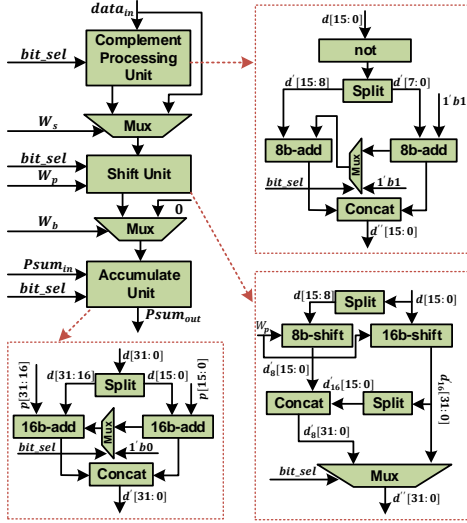 data_in
bit_sel
Complement
Processing
Unit
W_s
Mux
bit_sel
W_p
Shift Unit
0
W_b
Mux
Psum_in
bit_sel
Accumulate
Unit
Psum_out
d[15:0]
not
Split
d'[15:8]
d'[7:0]
1'b1
8b-add
Mux
8b-add
bit_sel
1'b1
Concat
d''[15:0]
d[31:0]
p[31:16]
d[31:16]
Split
d[15:0]
p[15:0]
16b-add
Mux
16b-add
bit_sel
1'b0
Concat
d'[31:0]
d[15:8]
Split
d[15:0]
W_p
8b-shift
16b-shift
d'_8[15:0]
d'_16[15:0]
d'_16[31:0]
Concat
Split
d'_8[31:0]
bit_sel
Mux
d''[31:0]